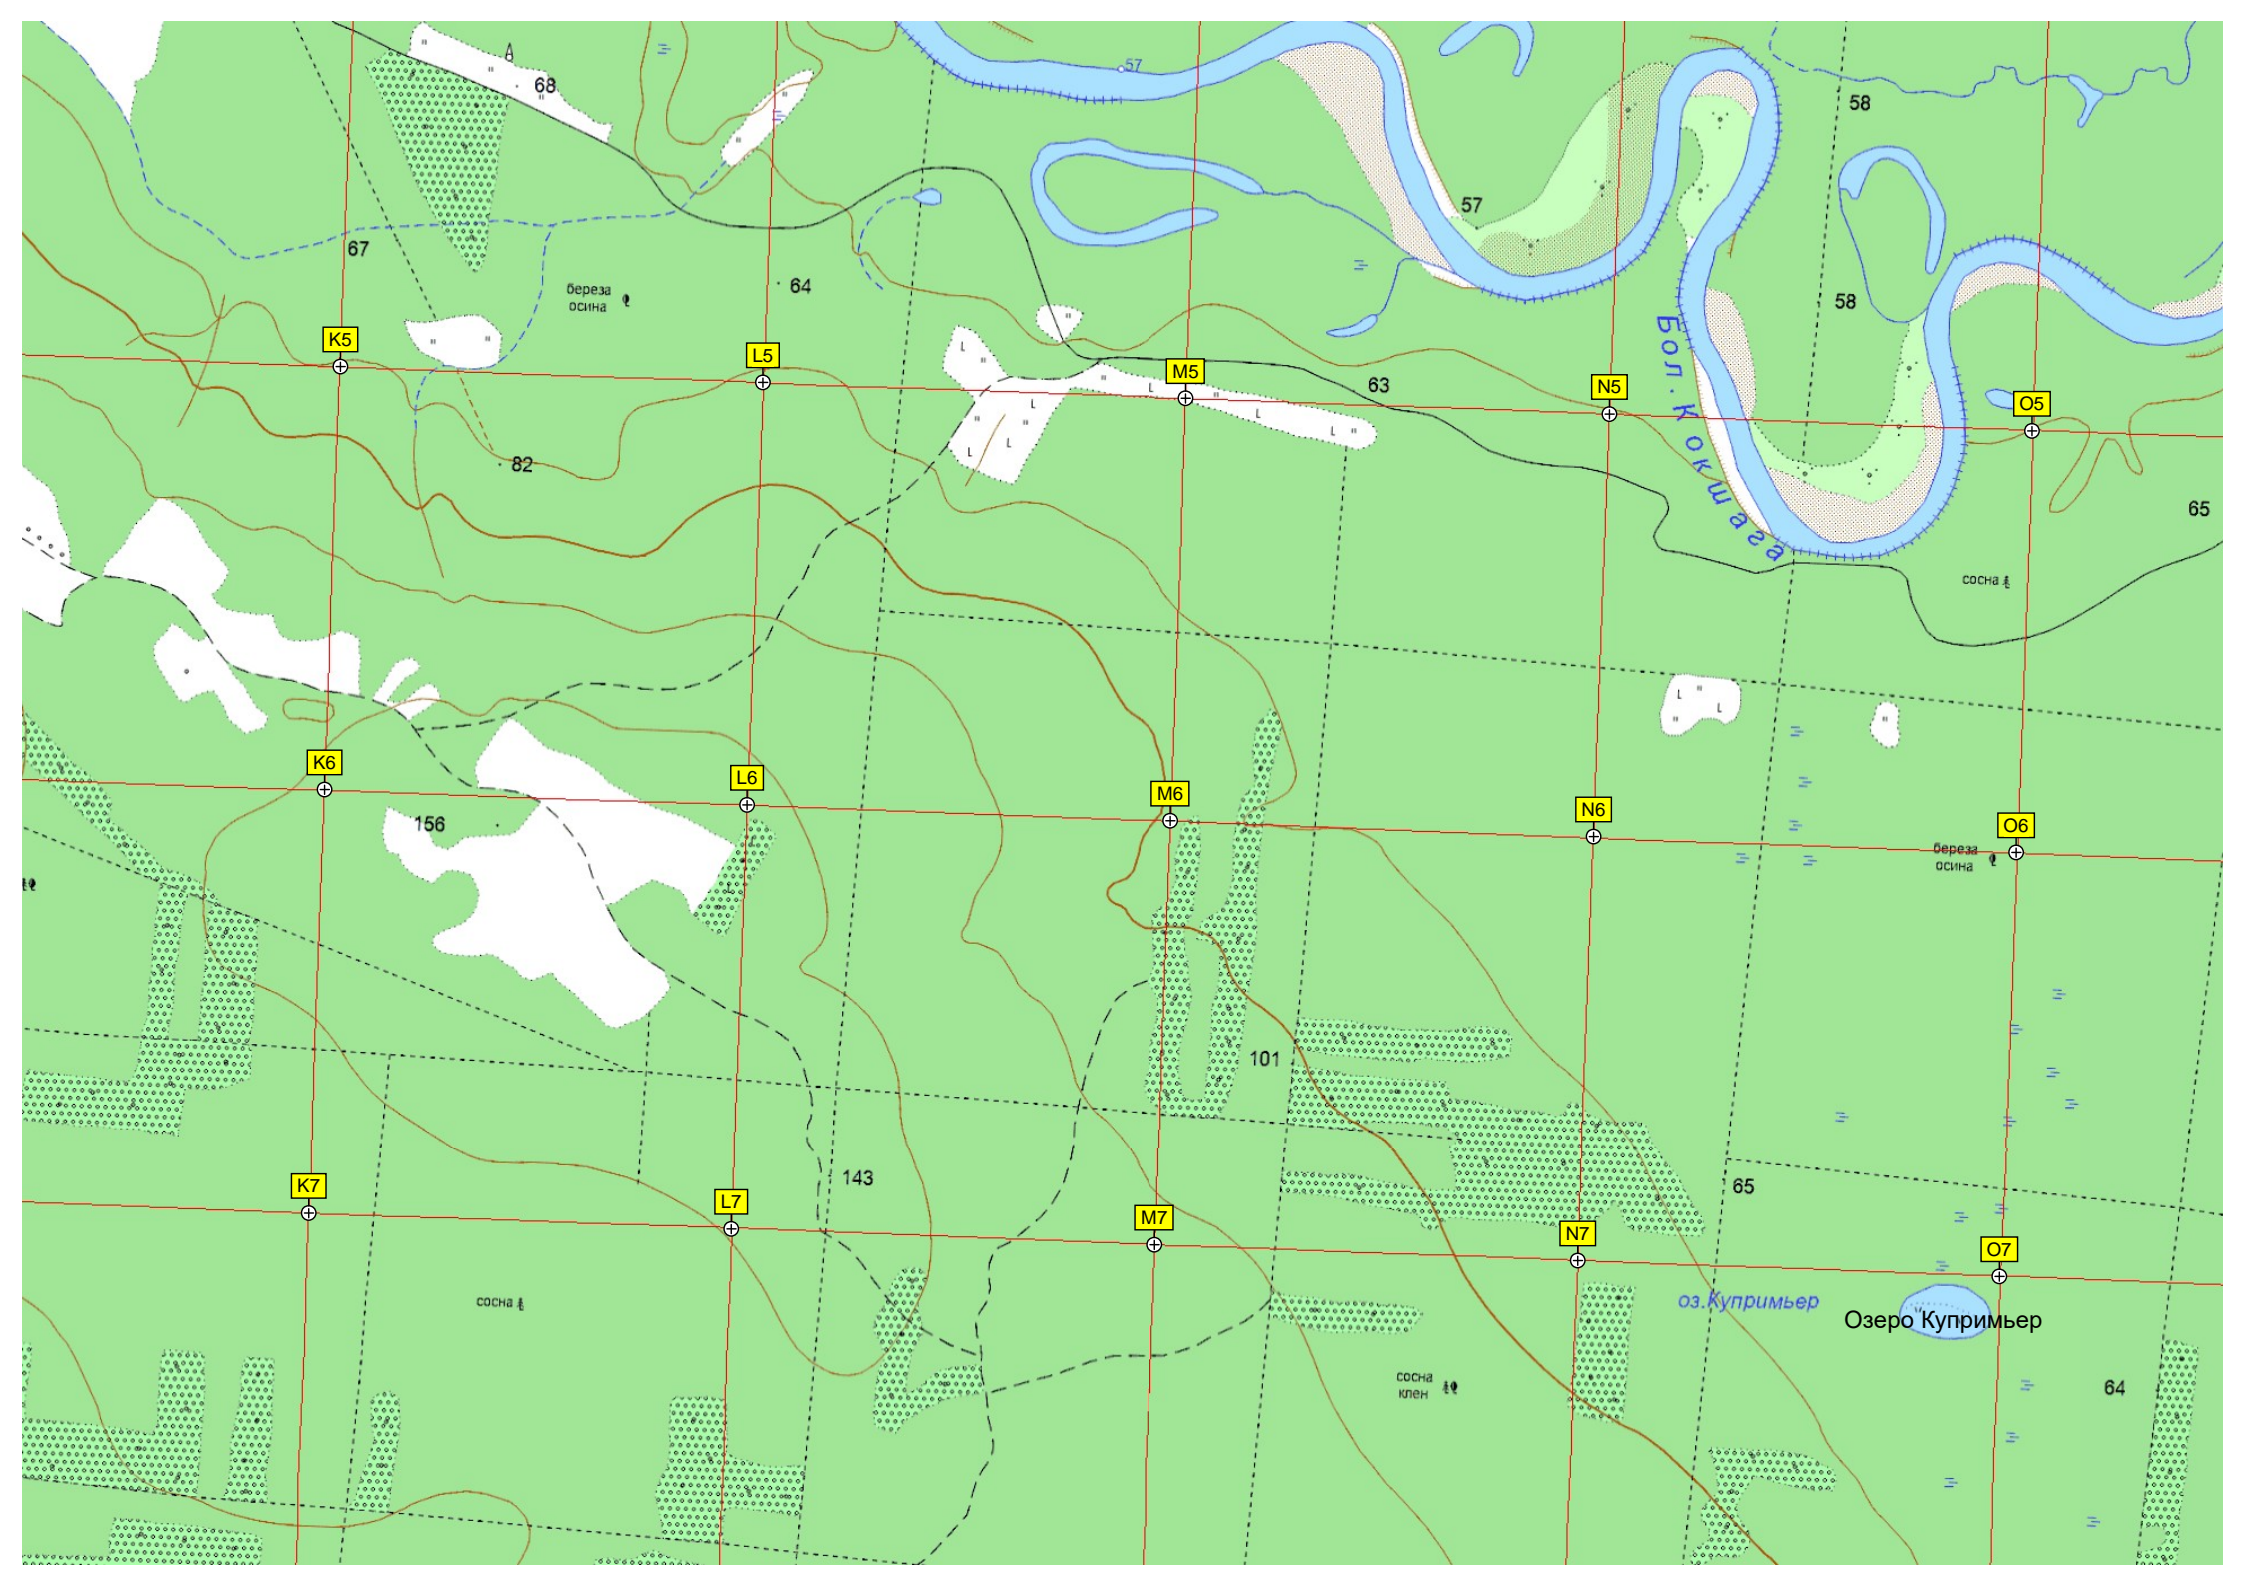 57
68
58
57
67
64
58
береза
осина
K5
L5
M5
N5
O5
63
Бол. Кокшага
82
65
сосна
K6
L6
M6
N6
O6
156
береза
осина
101
143
65
K7
L7
M7
N7
O7
сосна
оз.Купримьер
Озеро Купримьер
сосна
клен
64